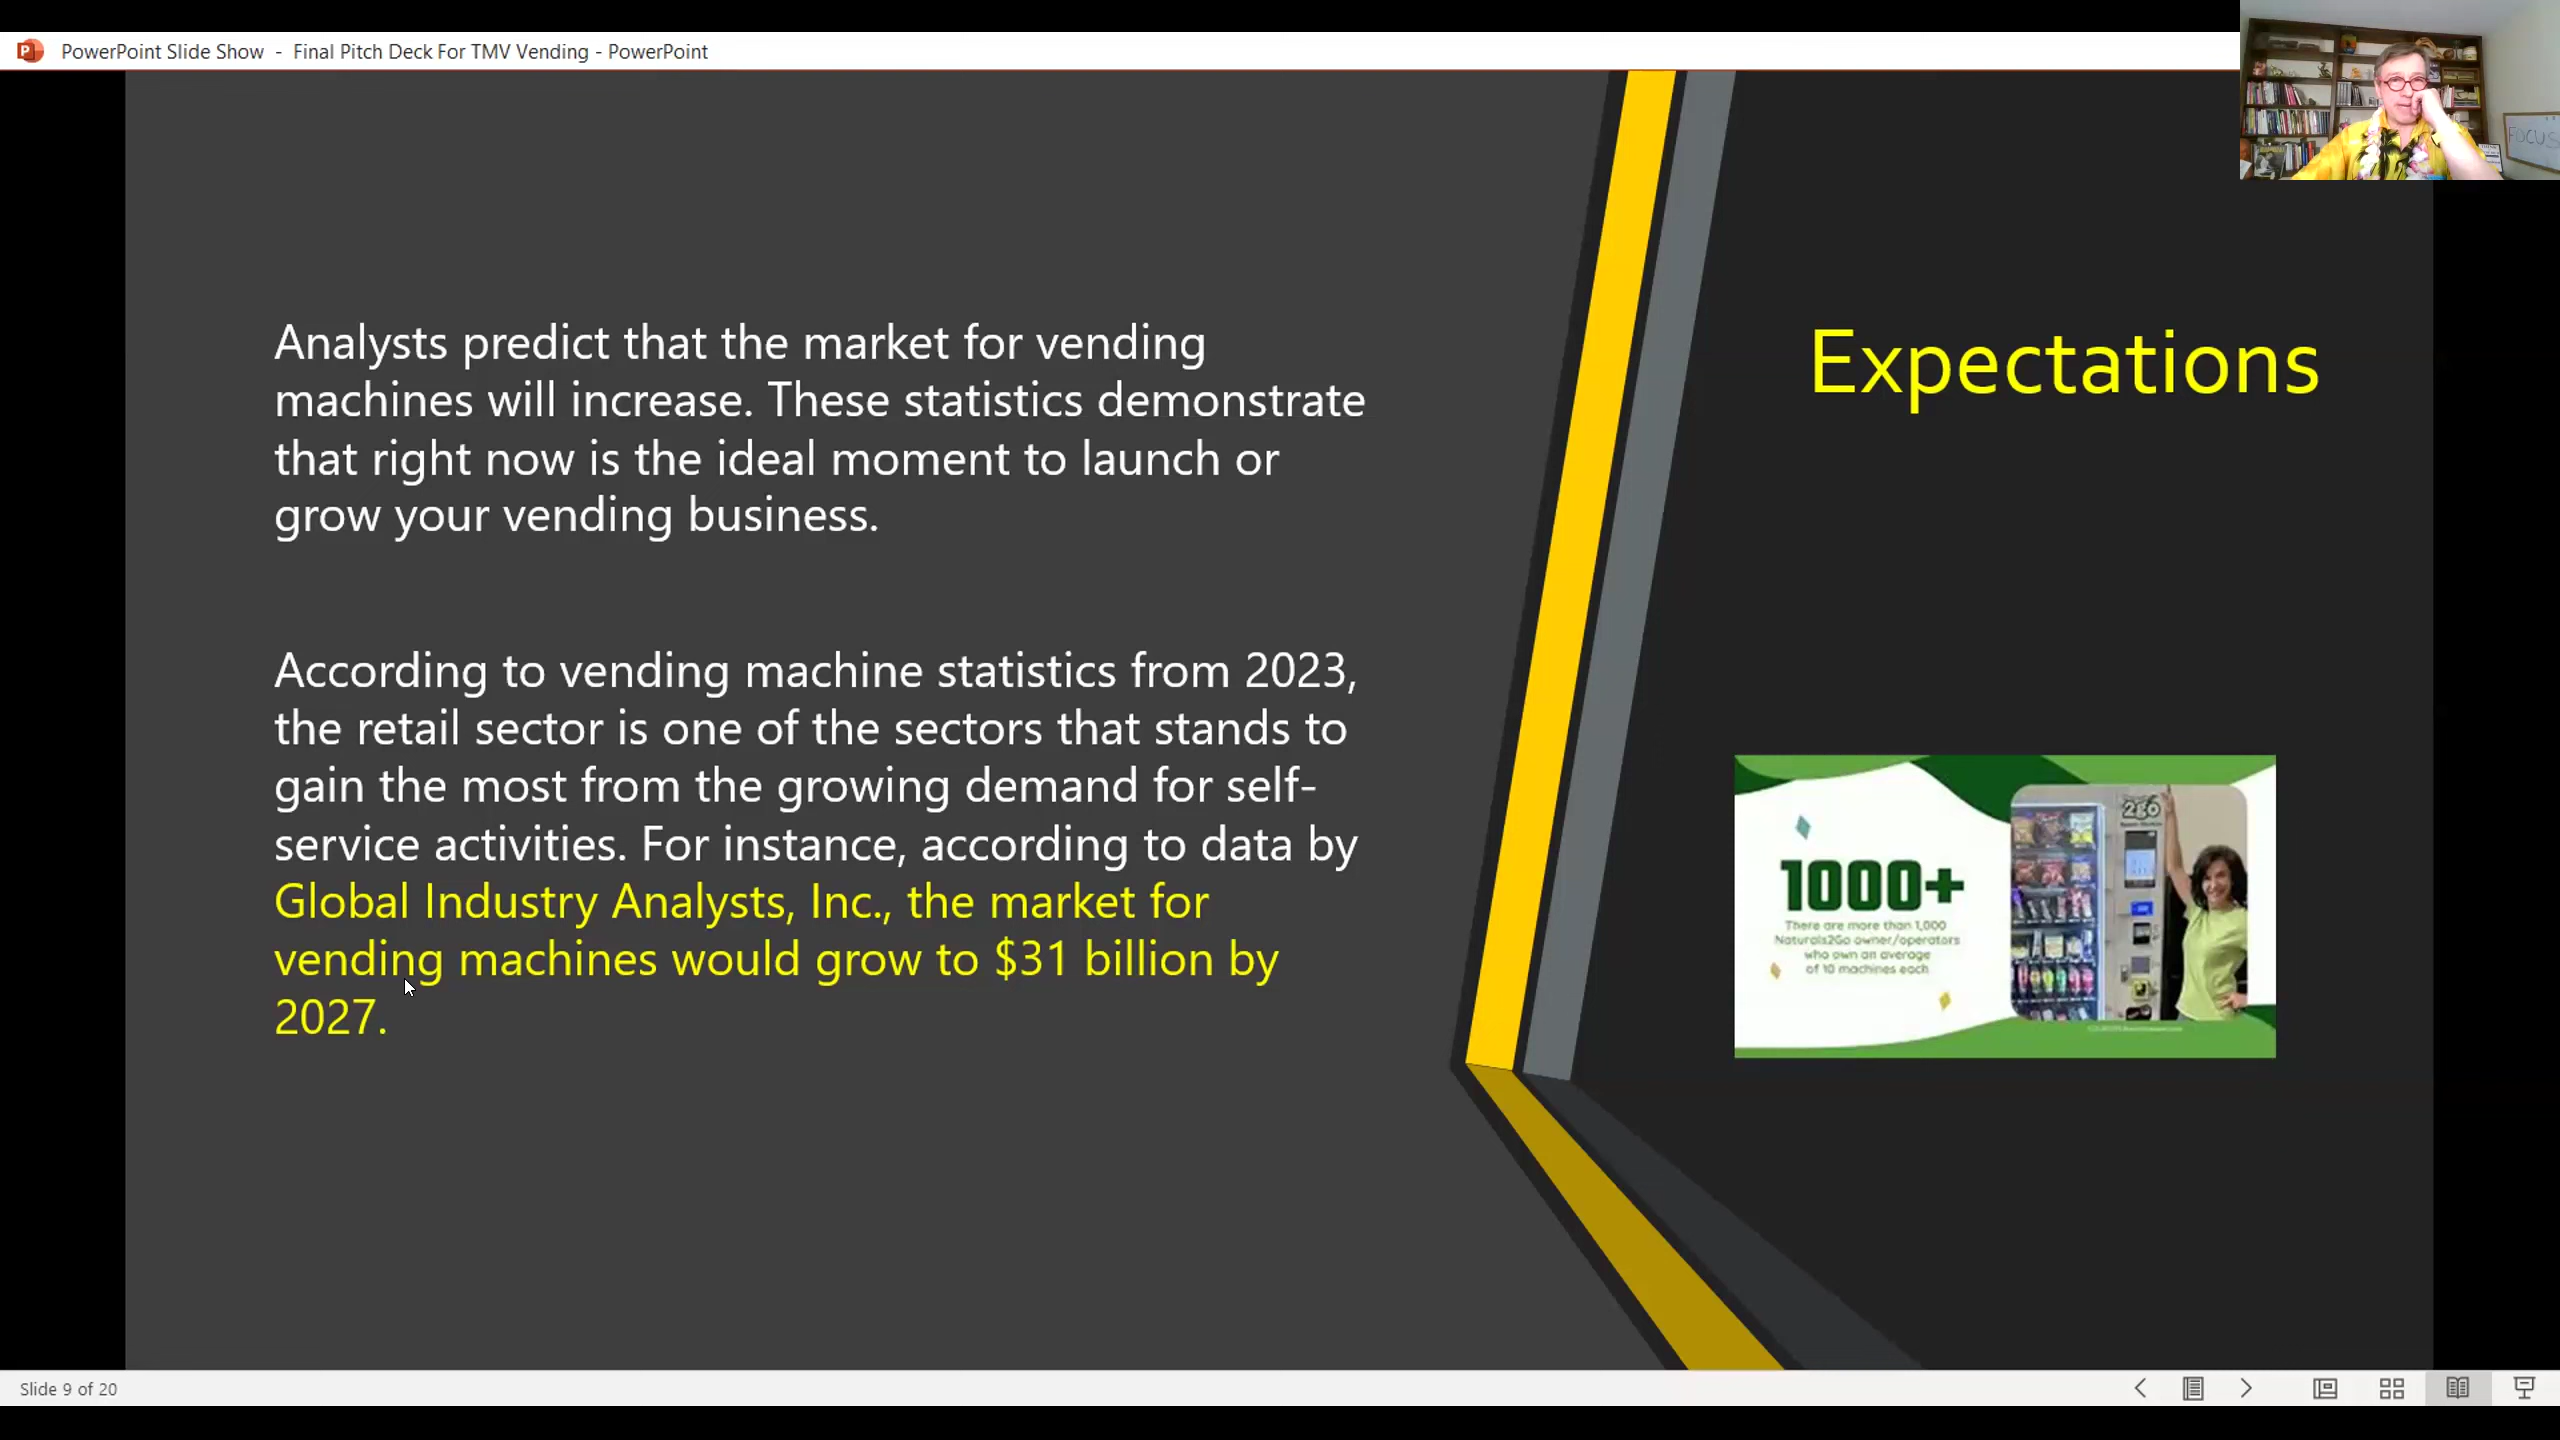 PowerPoint Slide Show - Final Pitch Deck For TMV Vending - PowerPoint
FOCUS
Expectations
Analysts predict that the market for vending
machines will increase. These statistics demonstrate
that right now is the ideal moment to launch or
grow your vending business.
According to vending machine statistics from 2023,
the retail sector is one of the sectors that stands to
gain the most from the growing demand for self-
service activities. For instance, according to data by
Global Industry Analysts, Inc., the market for
vending machines would grow to $31 billion by
2027.
1000+
There are more than 1,000
Naturals2Go owner/operators
who own an average
of 10 machines each
2GO
Slide 9 of 20